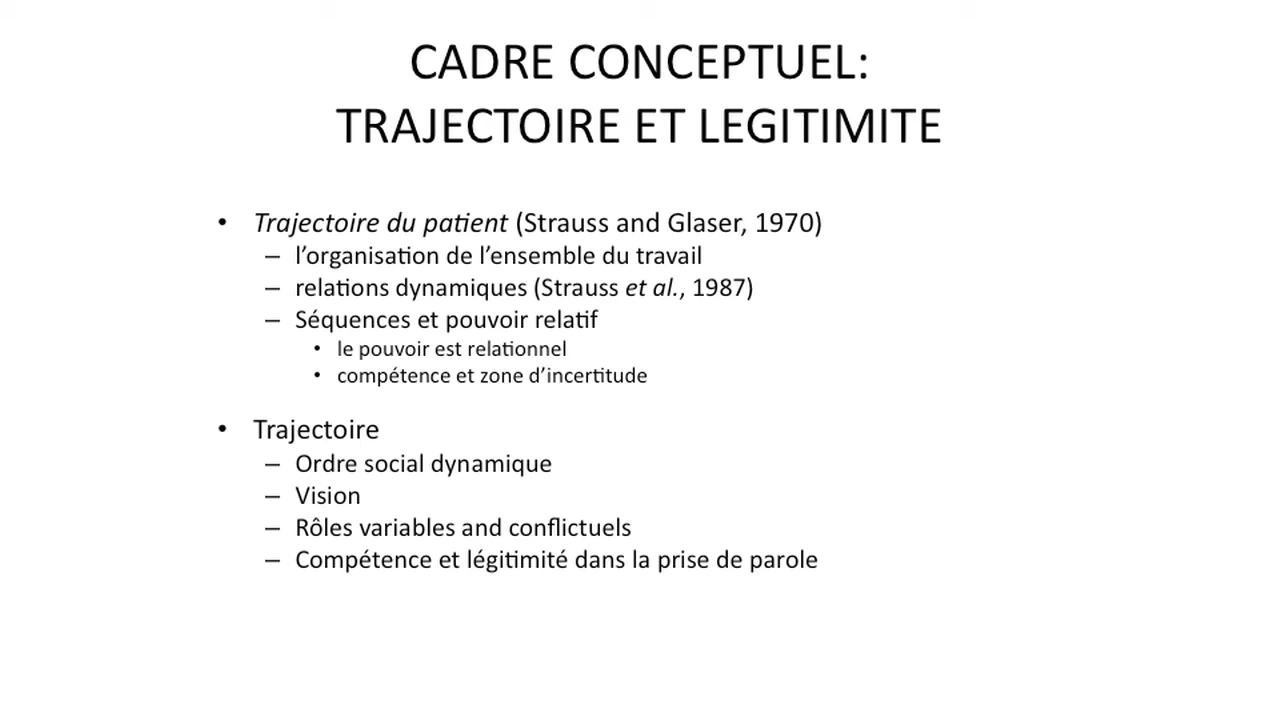 CADRE CONCEPTUEL:
TRAJECTOIRE ET LEGITIMITE
• Trajectoire du patient (Strauss and Glaser, 1970)
– l’organisation de l’ensemble du travail
– relations dynamiques (Strauss et al., 1987)
– Séquences et pouvoir relatif
• le pouvoir est relationnel
• compétence et zone d’incertitude
• Trajectoire
– Ordre social dynamique
– Vision
– Rôles variables and conflictuels
– Compétence et légitimité dans la prise de parole